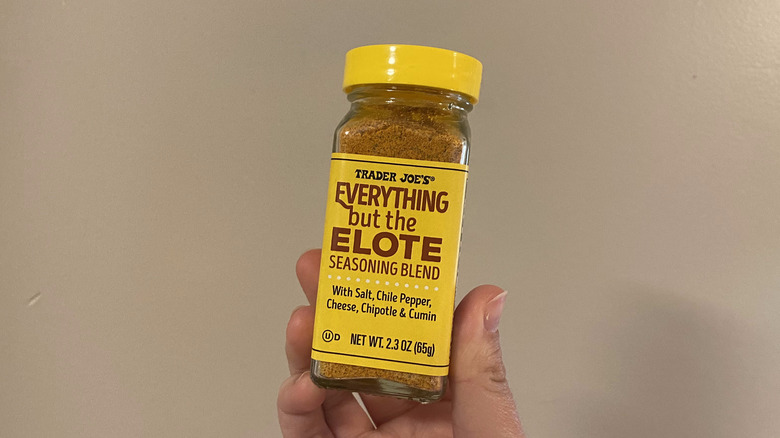 TRADER JOE'S®
EVERYTHING
but the
ELOTE
SEASONING BLEND
With Salt, Chile Pepper,
Cheese, Chipotle & Cumin
Ⓤ D NET WT. 2.3 OZ (65g)